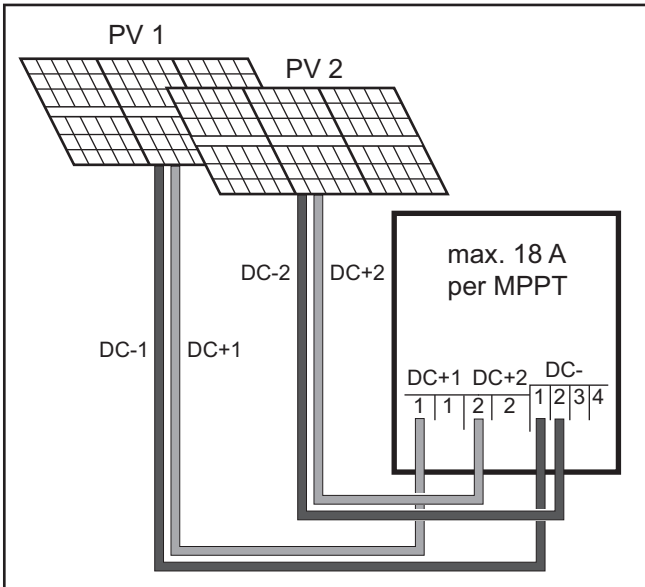 PV 1
PV 2
max. 18 A
per MPPT
DC-2
DC+2
DC-1
DC+1
DC+1 DC+2 DC-
1 1 2 2 1 2 3 4